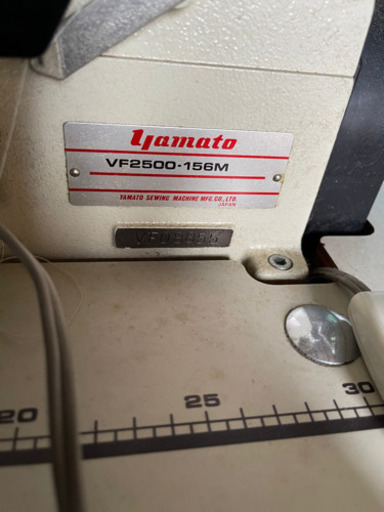 yamato
VF2500-156M
YAMATO SEWING MACHINE MFG. CO., LTD.
JAPAN
20 25 30